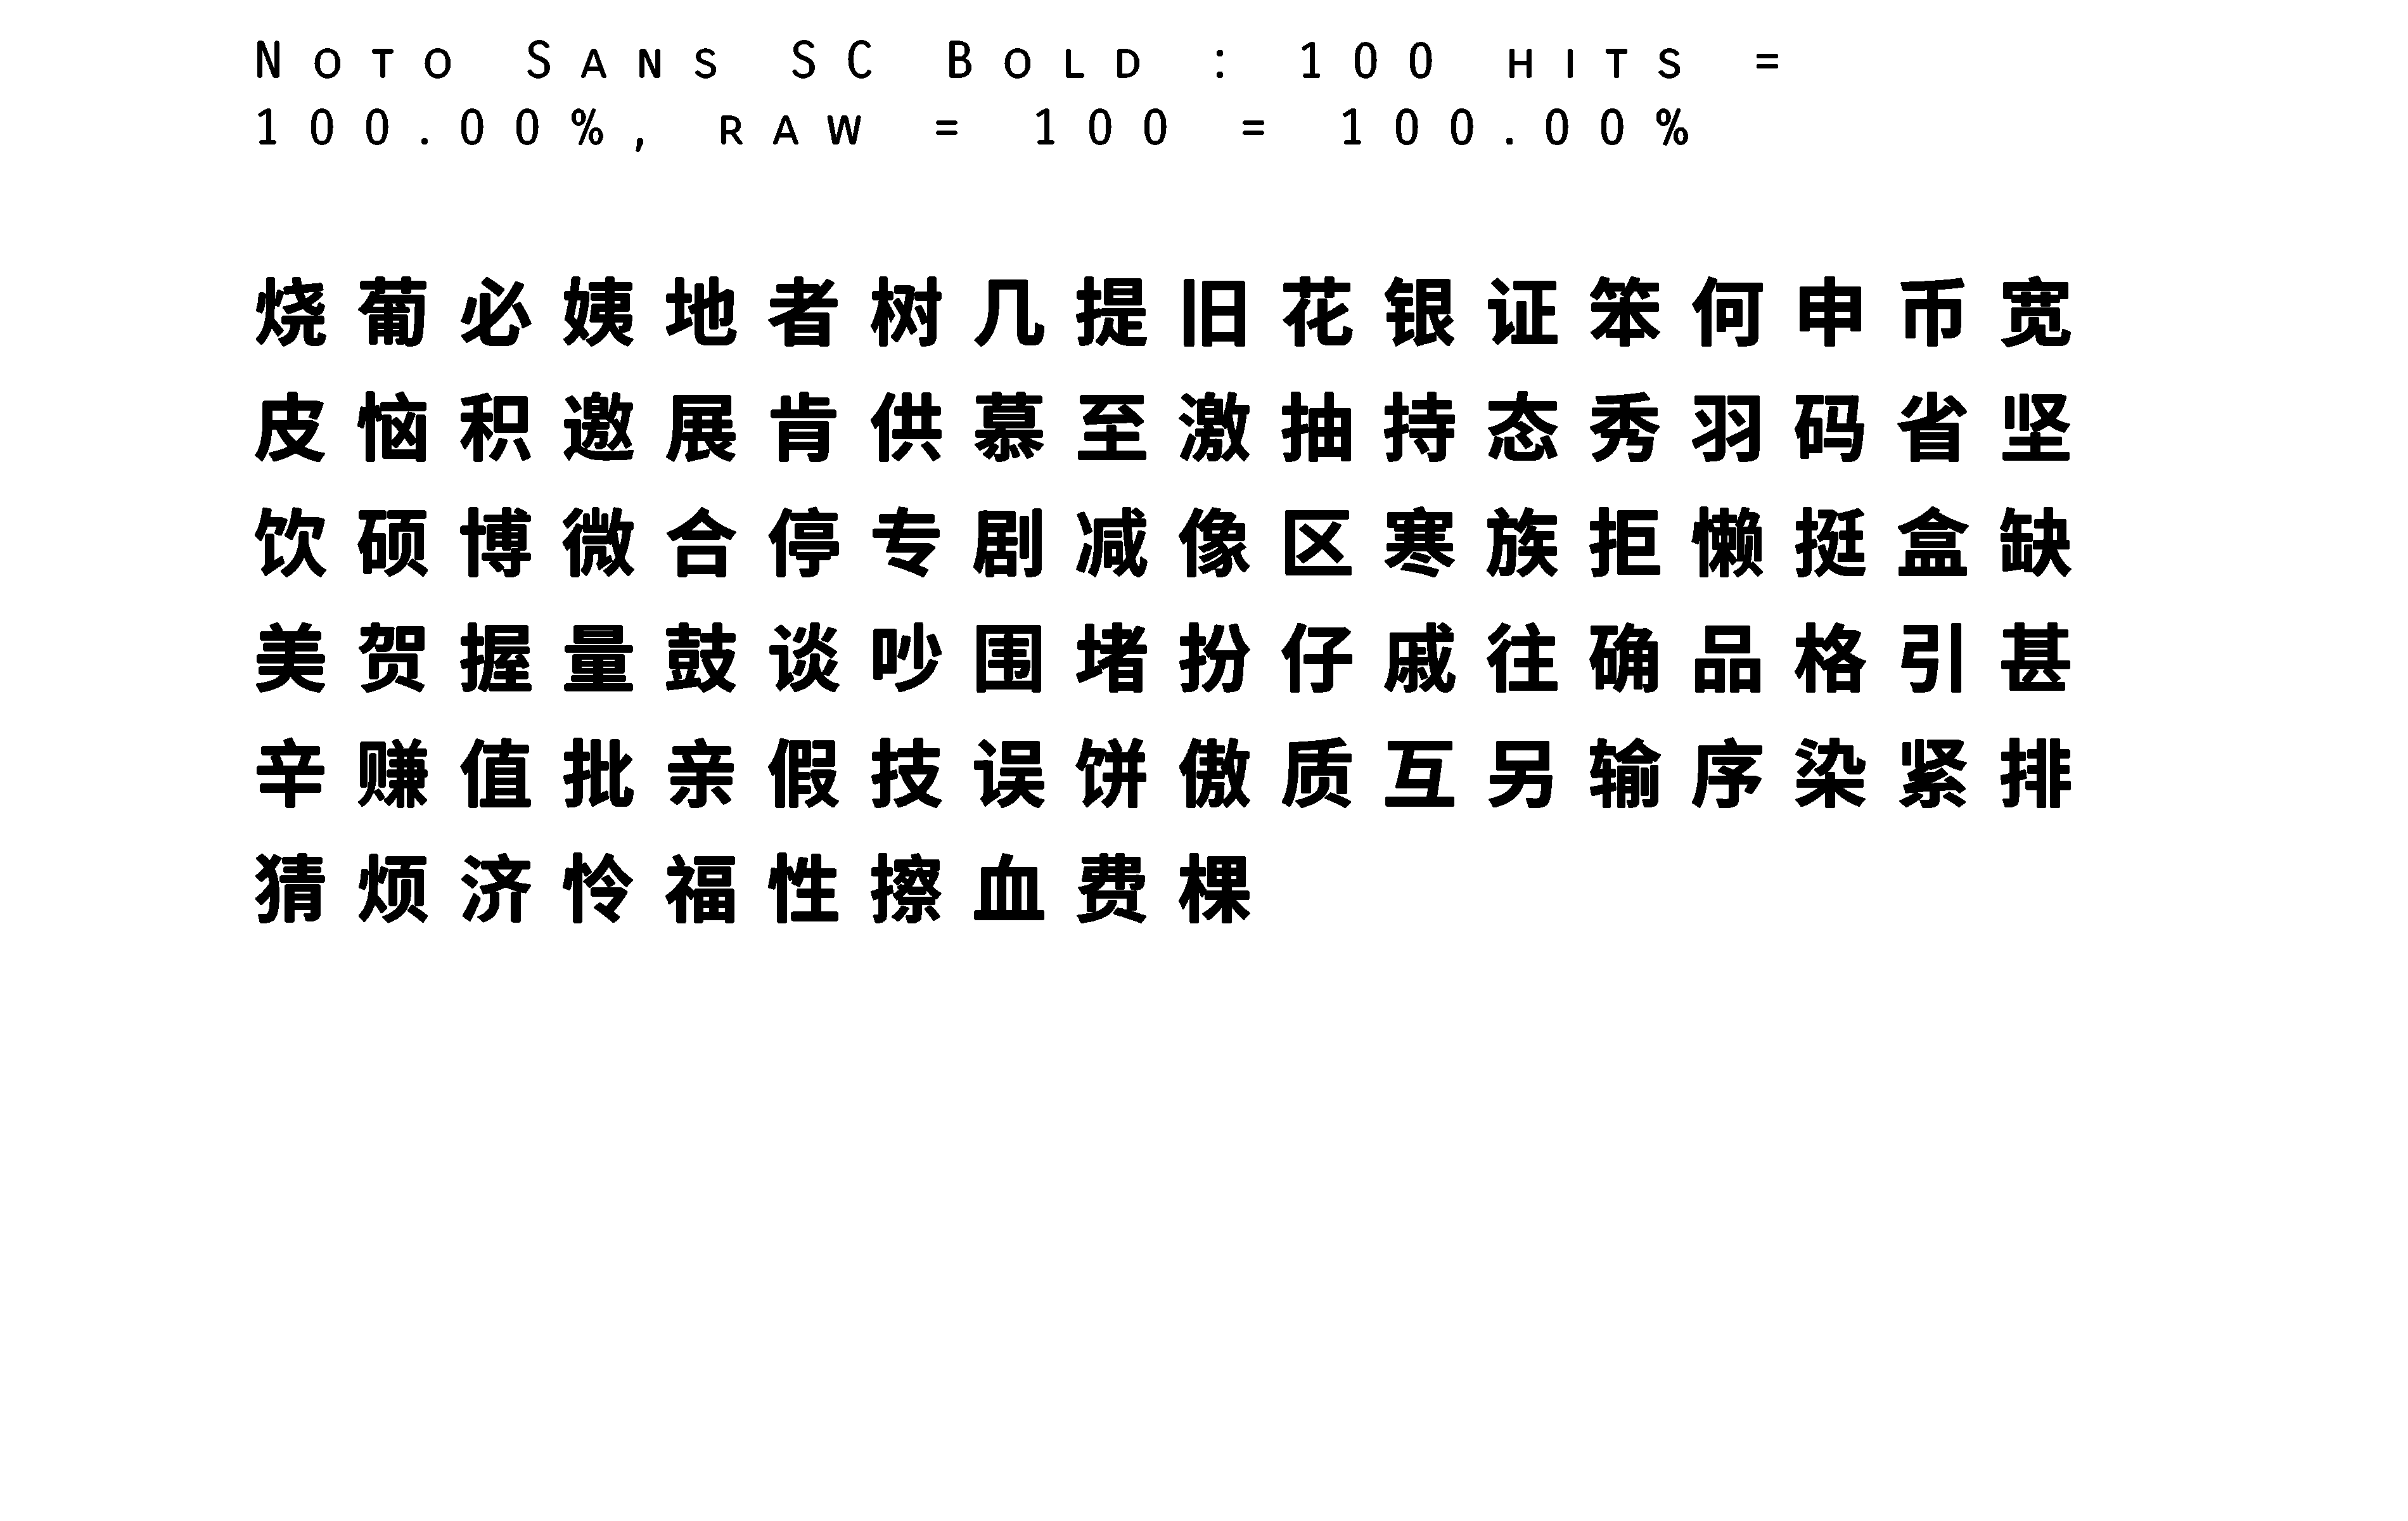 Noto Sans SC Bold : 100 hits =
100.00%, raw = 100 = 100.00%
烧葡必姨地者树几提旧花银证笨何申币宽
皮恼积邀展肯供慕至激抽持态秀羽码省坚
饮硕博微合停专剧减像区寒族拒懒挺盒缺
美贺握量鼓谈吵围堵扮仔戚往确品格引甚
辛赚值批亲假技误饼傲质互另输序染紧排
猜烦济怜福性擦血费棵